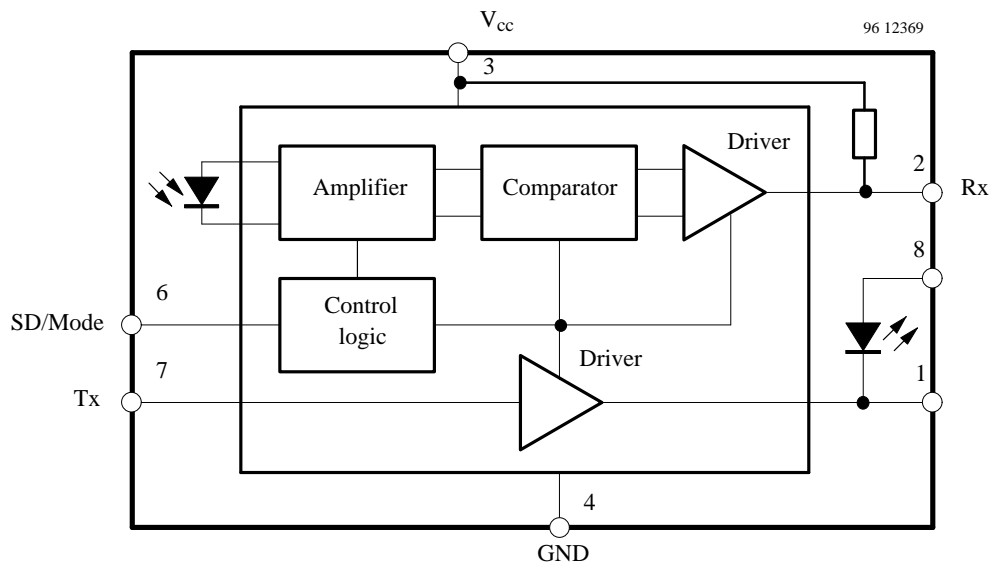 V_cc
96 12369
3
Driver
2
Amplifier
Comparator
Rx
8
6
Control
logic
SD/Mode
Driver
7
1
Tx
4
GND